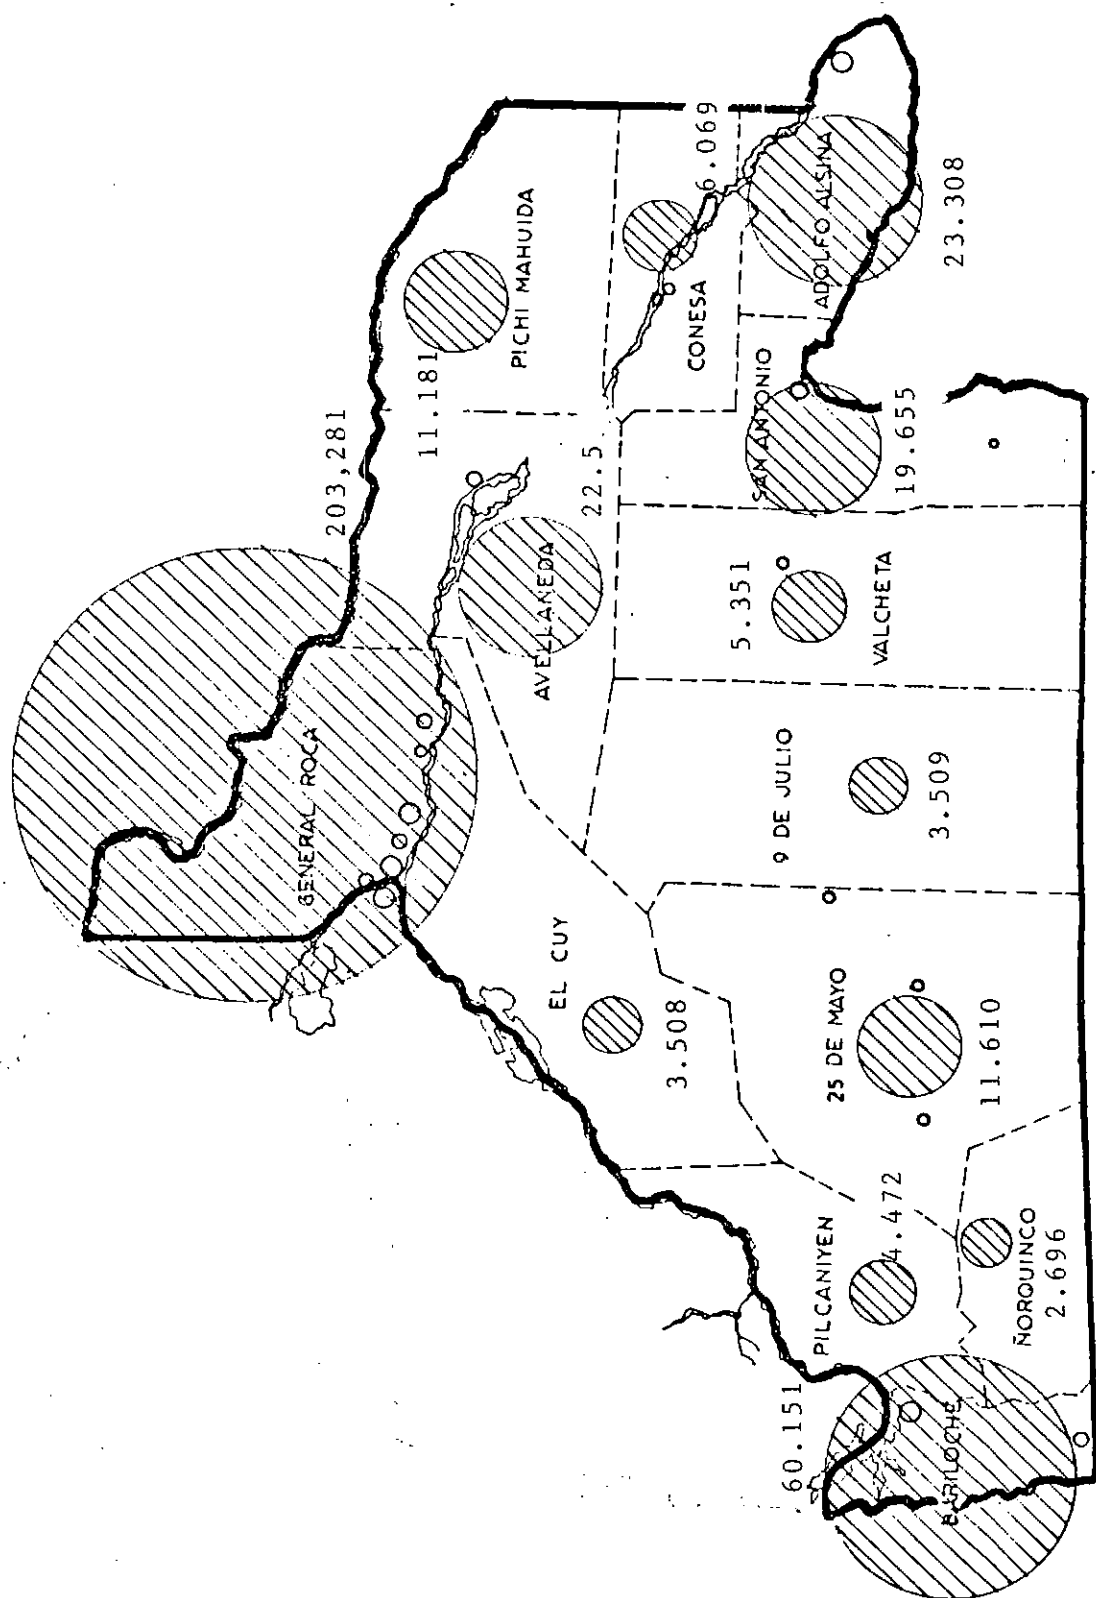 203,281
GENERAL ROCA
11.181
PICHI MAHUIDA
AVELLANEDA
22.5
6.069
CONESA
ADOLFO ALSINA
23.308
SAN ANTONIO
19.655
5.351
VALCHETA
9 DE JULIO
3.509
EL CUY
3.508
25 DE MAYO
11.610
PILCANIYEN
4.472
ÑORQUINCO
2.696
60.151
BARILOCHE